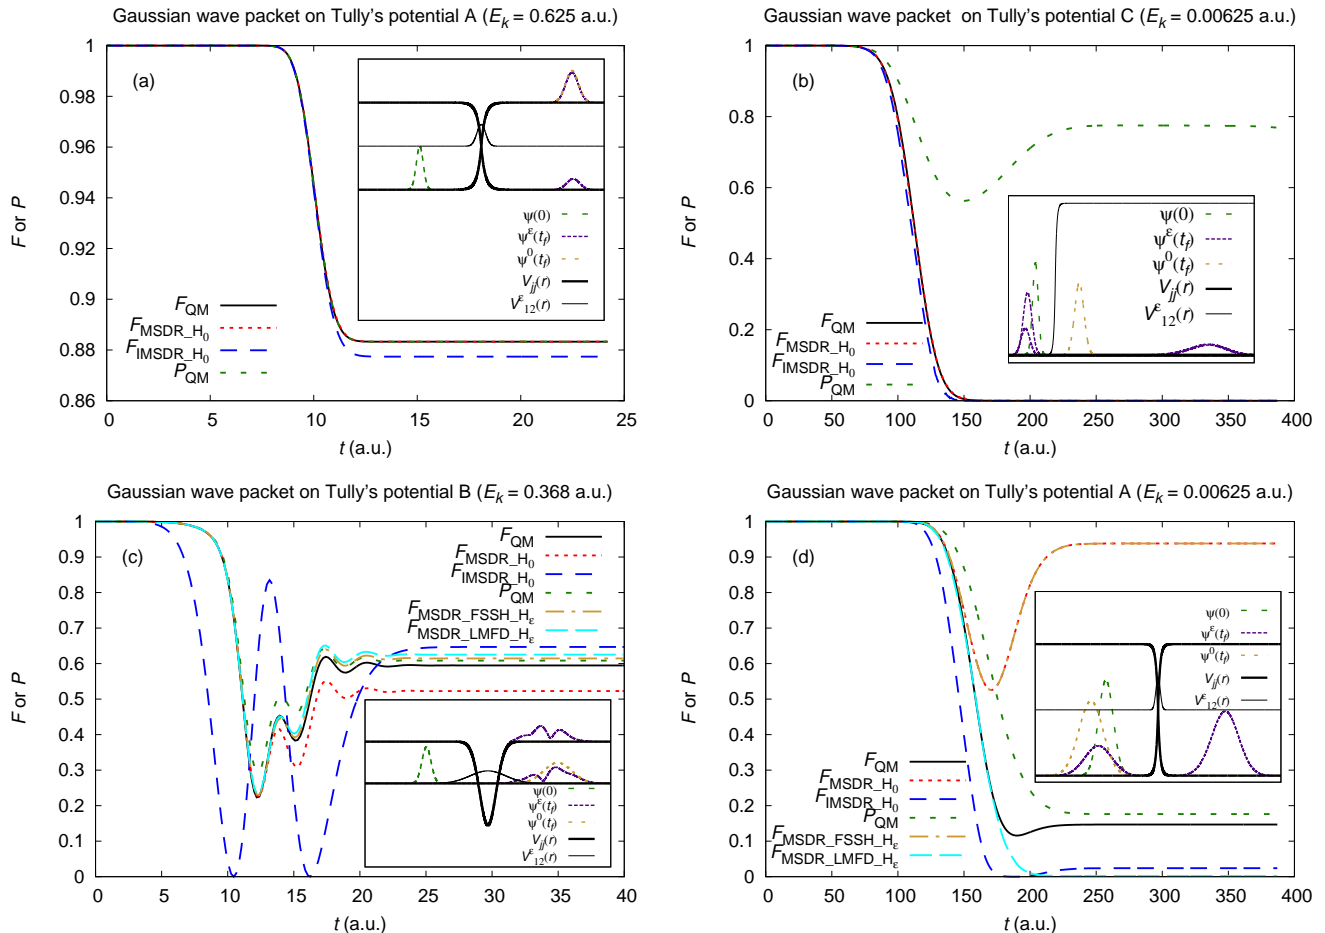 Gaussian wave packet on Tully's potential A (E_k = 0.625 a.u.)
(a)
F or P
1
0.98
0.96
0.94
0.92
0.9
0.88
0.86
ψ(0)
ψ^ε(t_f)
ψ^0(t_f)
V_jj(r)
V^ε_12(r)
F_QM
F_MSDR_H_0
F_IMSDR_H_0
P_QM
0 5 10 15 20 25
t (a.u.)
Gaussian wave packet on Tully's potential C (E_k = 0.00625 a.u.)
(b)
F or P
1
0.8
0.6
0.4
0.2
0
ψ(0)
ψ^ε(t_f)
ψ^0(t_f)
V_jj(r)
V^ε_12(r)
F_QM
F_MSDR_H_0
F_IMSDR_H_0
P_QM
0 50 100 150 200 250 300 350 400
t (a.u.)
Gaussian wave packet on Tully's potential B (E_k = 0.368 a.u.)
(c)
F or P
1
0.9
0.8
0.7
0.6
0.5
0.4
0.3
0.2
0.1
0
F_QM
F_MSDR_H_0
F_IMSDR_H_0
P_QM
F_MSDR_FSSH_H_ε
F_MSDR_LMFD_H_ε
ψ(0)
ψ^ε(t_f)
ψ^0(t_f)
V_jj(r)
V^ε_12(r)
0 5 10 15 20 25 30 35 40
t (a.u.)
Gaussian wave packet on Tully's potential A (E_k = 0.00625 a.u.)
(d)
F or P
1
0.9
0.8
0.7
0.6
0.5
0.4
0.3
0.2
0.1
0
ψ(0)
ψ^ε(t_f)
ψ^0(t_f)
V_jj(r)
V^ε_12(r)
F_QM
F_MSDR_H_0
F_IMSDR_H_0
P_QM
F_MSDR_FSSH_H_ε
F_MSDR_LMFD_H_ε
0 50 100 150 200 250 300 350 400
t (a.u.)